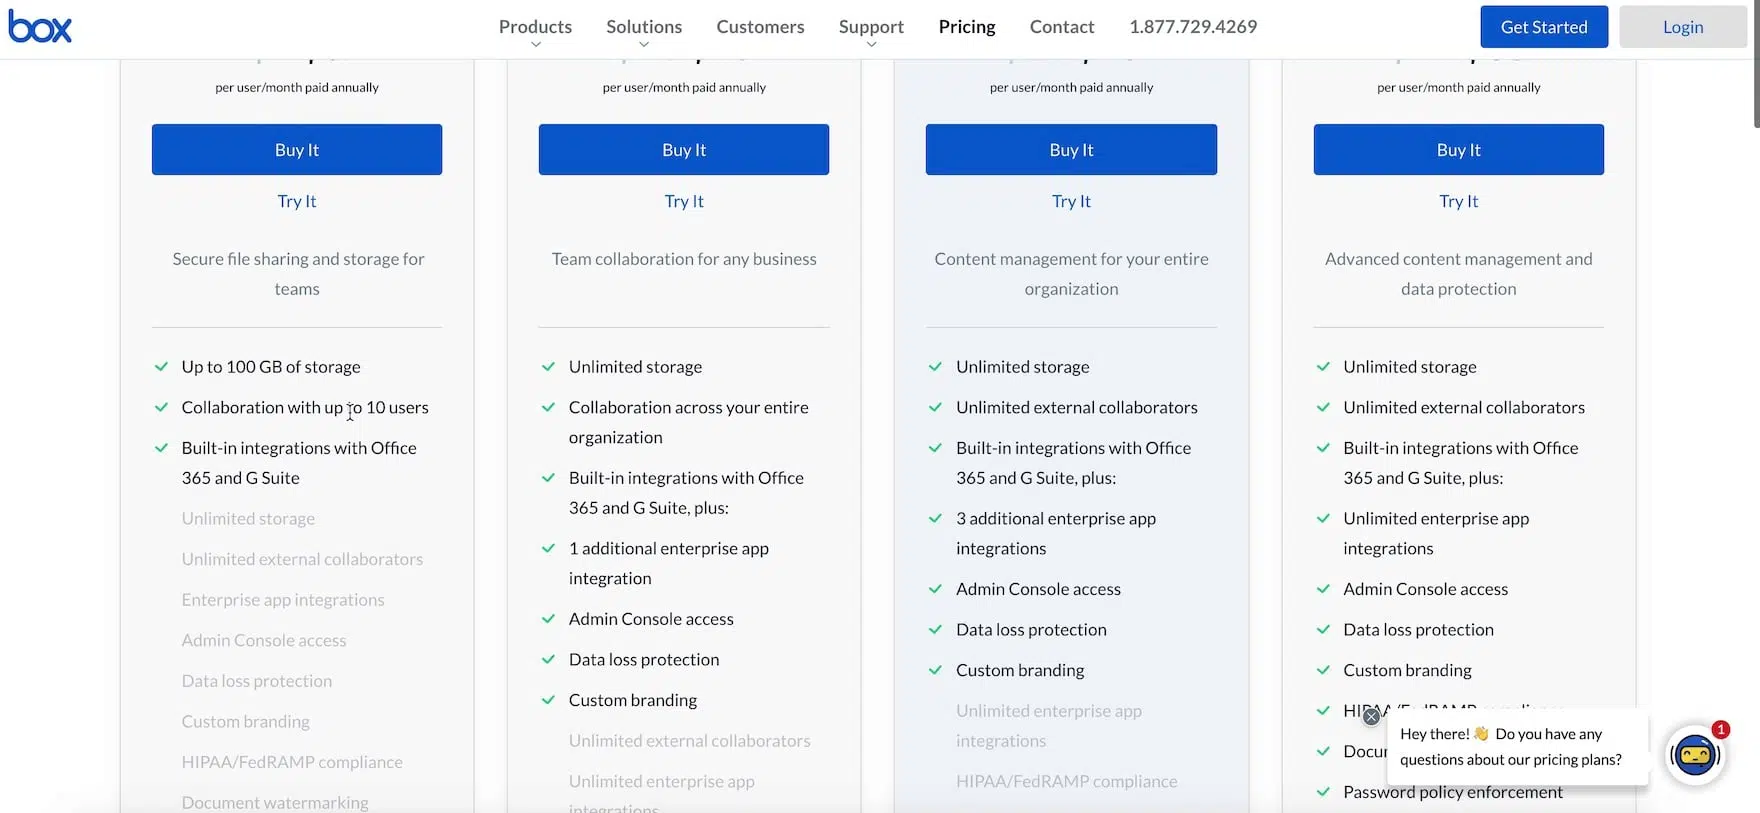 box
Products
Solutions
Customers
Support
Pricing
Contact
1.877.729.4269
Get Started
Login
per user/month paid annually
Buy It
Try It
Secure file sharing and storage for
teams
Up to 100 GB of storage
Collaboration with up to 10 users
Built-in integrations with Office
365 and G Suite
Unlimited storage
Unlimited external collaborators
Enterprise app integrations
Admin Console access
Data loss protection
Custom branding
HIPAA/FedRAMP compliance
Document watermarking
per user/month paid annually
Buy It
Try It
Team collaboration for any business
Unlimited storage
Collaboration across your entire
organization
Built-in integrations with Office
365 and G Suite, plus:
1 additional enterprise app
integration
Admin Console access
Data loss protection
Custom branding
Unlimited external collaborators
Unlimited enterprise app
integrations
per user/month paid annually
Buy It
Try It
Content management for your entire
organization
Unlimited storage
Unlimited external collaborators
Built-in integrations with Office
365 and G Suite, plus:
3 additional enterprise app
integrations
Admin Console access
Data loss protection
Custom branding
Unlimited enterprise app
integrations
HIPAA/FedRAMP compliance
per user/month paid annually
Buy It
Try It
Advanced content management and
data protection
Unlimited storage
Unlimited external collaborators
Built-in integrations with Office
365 and G Suite, plus:
Unlimited enterprise app
integrations
Admin Console access
Data loss protection
Custom branding
HIPAA/FedRAMP compliance
Docu
Password policy enforcement
Hey there! 👋 Do you have any
questions about our pricing plans?
1